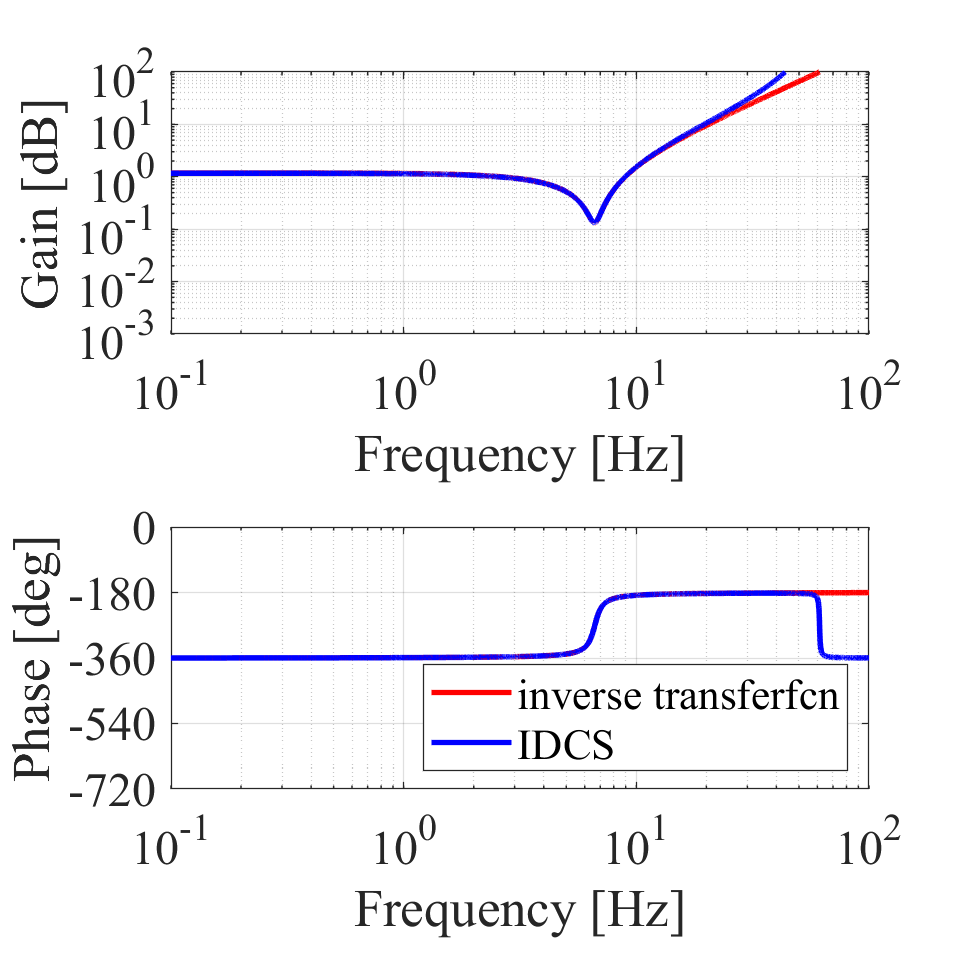 Gain [dB]
10^2
10^1
10^0
10^-1
10^-2
10^-3
10^-1 10^0 10^1 10^2
Frequency [Hz]
Phase [deg]
0
-180
-360
-540
-720
inverse transferfcn
IDCS
10^-1 10^0 10^1 10^2
Frequency [Hz]